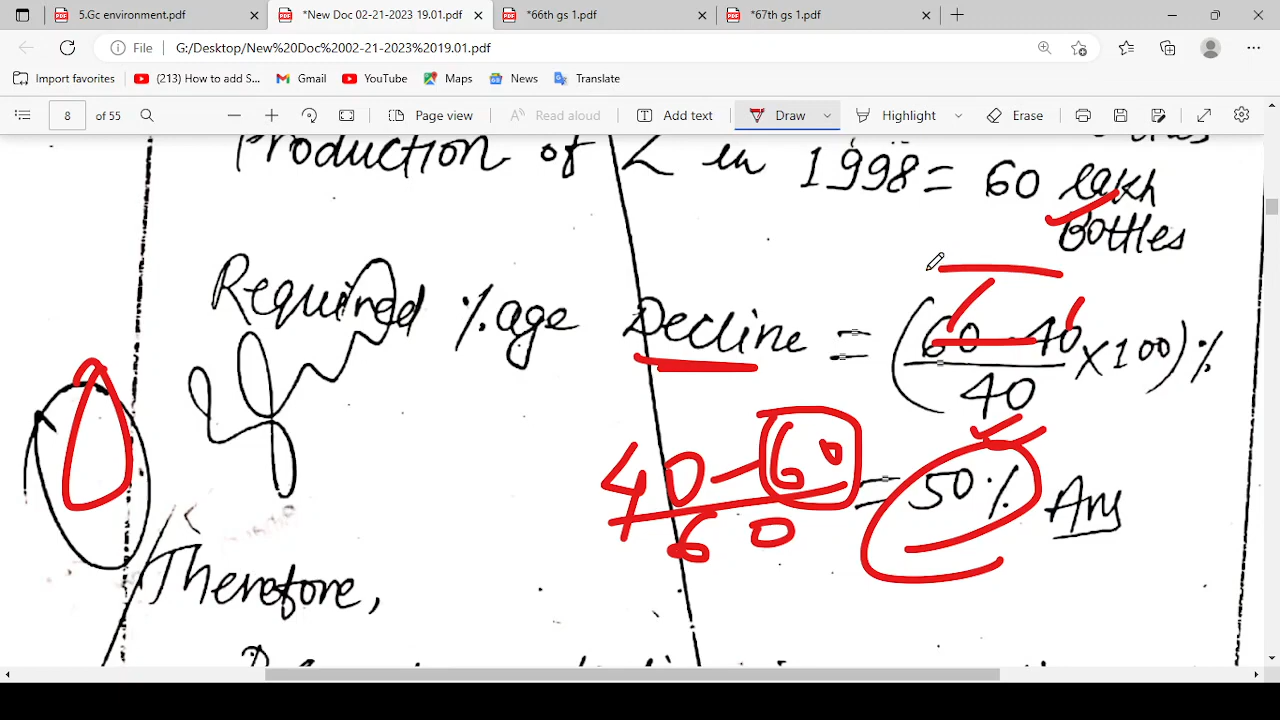 5.Gc environment.pdf
*New Doc 02-21-2023 19.01.pdf
*66th gs 1.pdf
*67th gs 1.pdf
File
G:/Desktop/New%20Doc%2002-21-2023%2019.01.pdf
Import favorites
(213) How to add S...
Gmail
YouTube
Maps
News
Translate
8 of 55
Page view
Read aloud
Add text
Draw
Highlight
Erase
Production of L in 1998 = 60 lakh
Bottles
Required %age Decline = (60-40/40 ×100)%
40-60/60
= 50% Ans
Therefore,